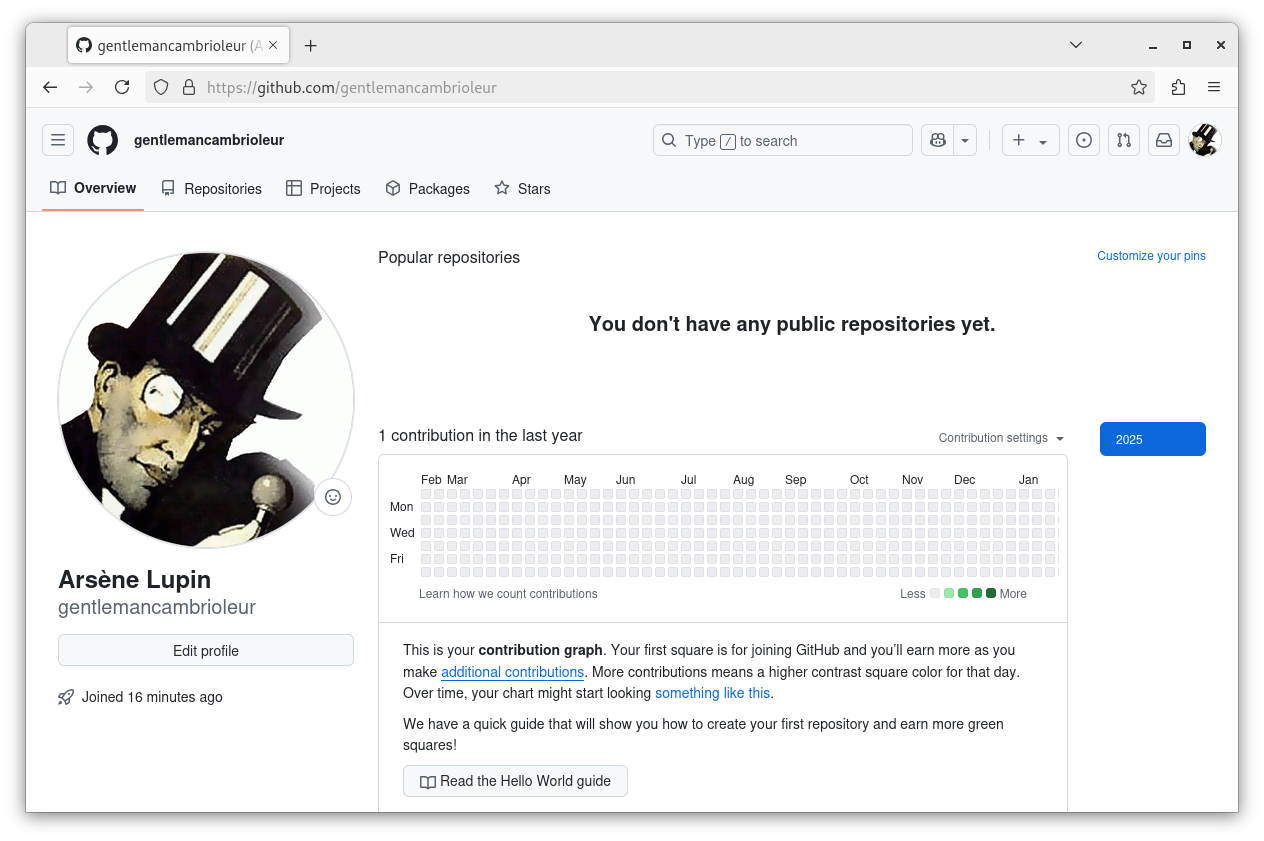 gentlemancambrioleur (A
https://github.com/gentlemancambrioleur
gentlemancambrioleur
Type / to search
Overview Repositories Projects Packages Stars
Popular repositories
Customize your pins
You don't have any public repositories yet.
1 contribution in the last year
Contribution settings
2025
Feb Mar Apr May Jun Jul Aug Sep Oct Nov Dec Jan
Mon
Wed
Fri
Learn how we count contributions
Less More
Arsène Lupin
gentlemancambrioleur
Edit profile
Joined 16 minutes ago
This is your contribution graph. Your first square is for joining GitHub and you’ll earn more as you
make additional contributions. More contributions means a higher contrast square color for that day.
Over time, your chart might start looking something like this.
We have a quick guide that will show you how to create your first repository and earn more green
squares!
Read the Hello World guide